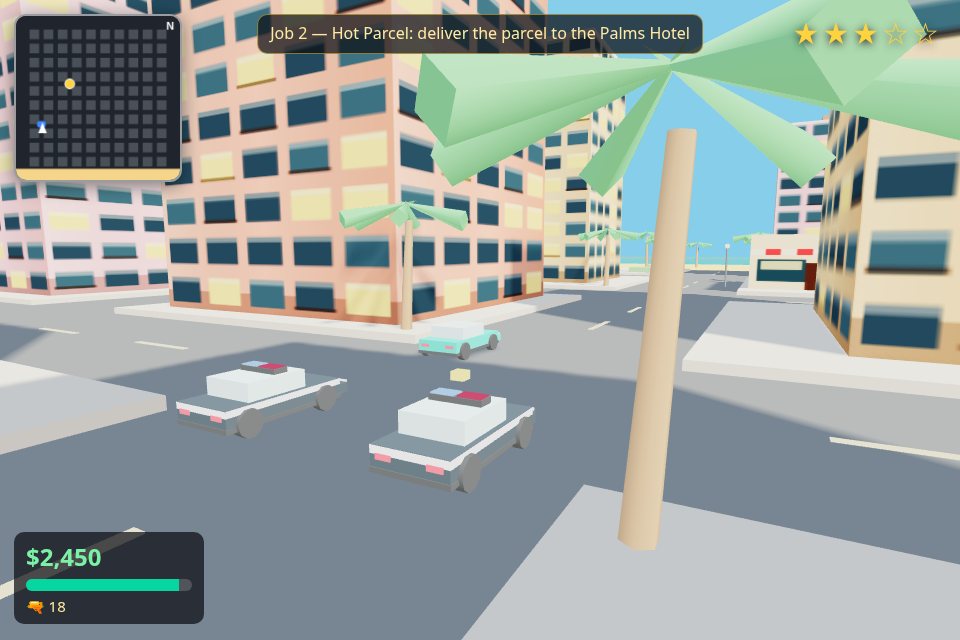 N
Job 2 — Hot Parcel: deliver the parcel to the Palms Hotel
★ ★ ★ ☆ ☆
$2,450
🔫 18